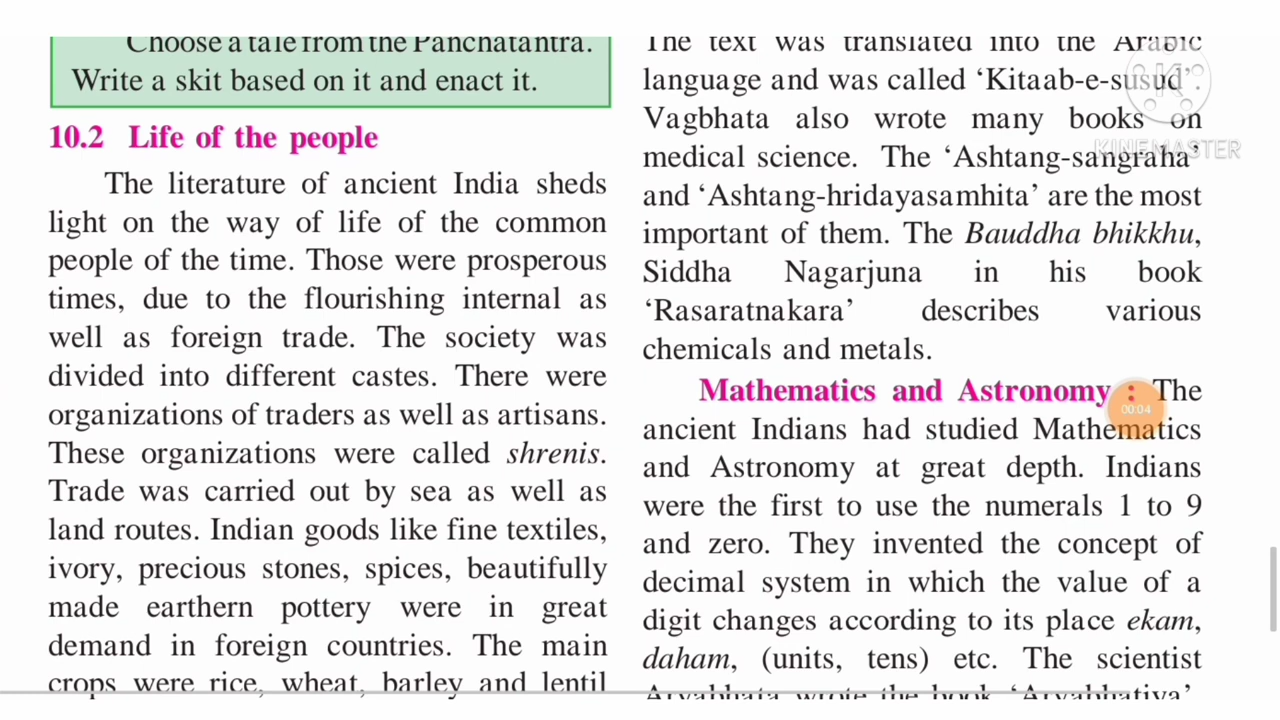 Choose a tale from the Panchatantra.
Write a skit based on it and enact it.
10.2 Life of the people
The literature of ancient India sheds
light on the way of life of the common
people of the time. Those were prosperous
times, due to the flourishing internal as
well as foreign trade. The society was
divided into different castes. There were
organizations of traders as well as artisans.
These organizations were called shrenis.
Trade was carried out by sea as well as
land routes. Indian goods like fine textiles,
ivory, precious stones, spices, beautifully
made earthern pottery were in great
demand in foreign countries. The main
crops were rice, wheat, barley and lentil
The text was translated into the Arabic
language and was called ‘Kitaab-e-susud’.
Vagbhata also wrote many books on
medical science. The ‘Ashtang-sangraha’
and ‘Ashtang-hridayasamhita’ are the most
important of them. The Bauddha bhikkhu,
Siddha Nagarjuna in his book
‘Rasaratnakara’ describes various
chemicals and metals.
Mathematics and Astronomy : The
ancient Indians had studied Mathematics
and Astronomy at great depth. Indians
were the first to use the numerals 1 to 9
and zero. They invented the concept of
decimal system in which the value of a
digit changes according to its place ekam,
daham, (units, tens) etc. The scientist
Aryabhata wrote the book ‘Aryabhatiya’.
KINEMASTER
00:04